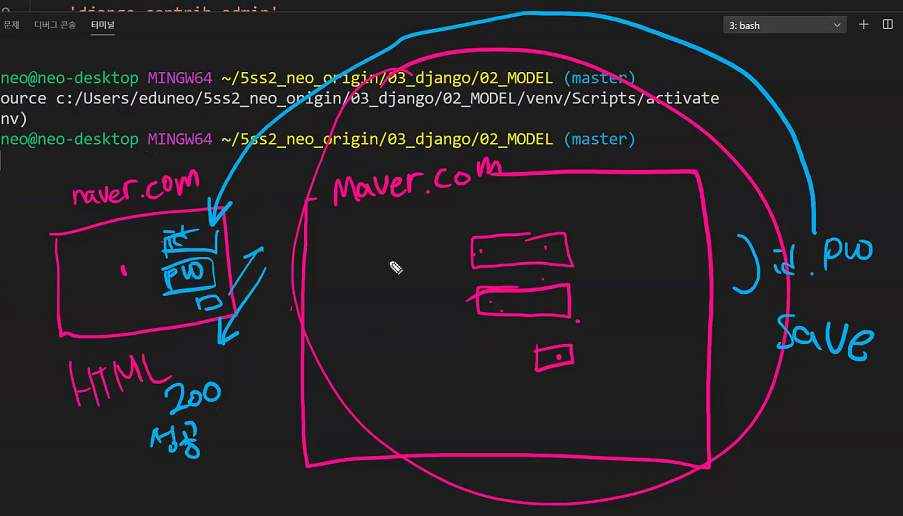 'django.contrib.admin'
문제 디버그 콘솔 터미널 3: bash
neo@neo-desktop MINGW64 ~/5ss2_neo_origin/03_django/02_MODEL (master)
ource c:/Users/eduneo/5ss2_neo_origin/03_django/02_MODEL/venv/Scripts/activate
nv)
neo@neo-desktop MINGW64 ~/5ss2_neo_origin/03_django/02_MODEL (master)
naver.com
Maver.com
PW
id. PW
Save
HTML
200
성공